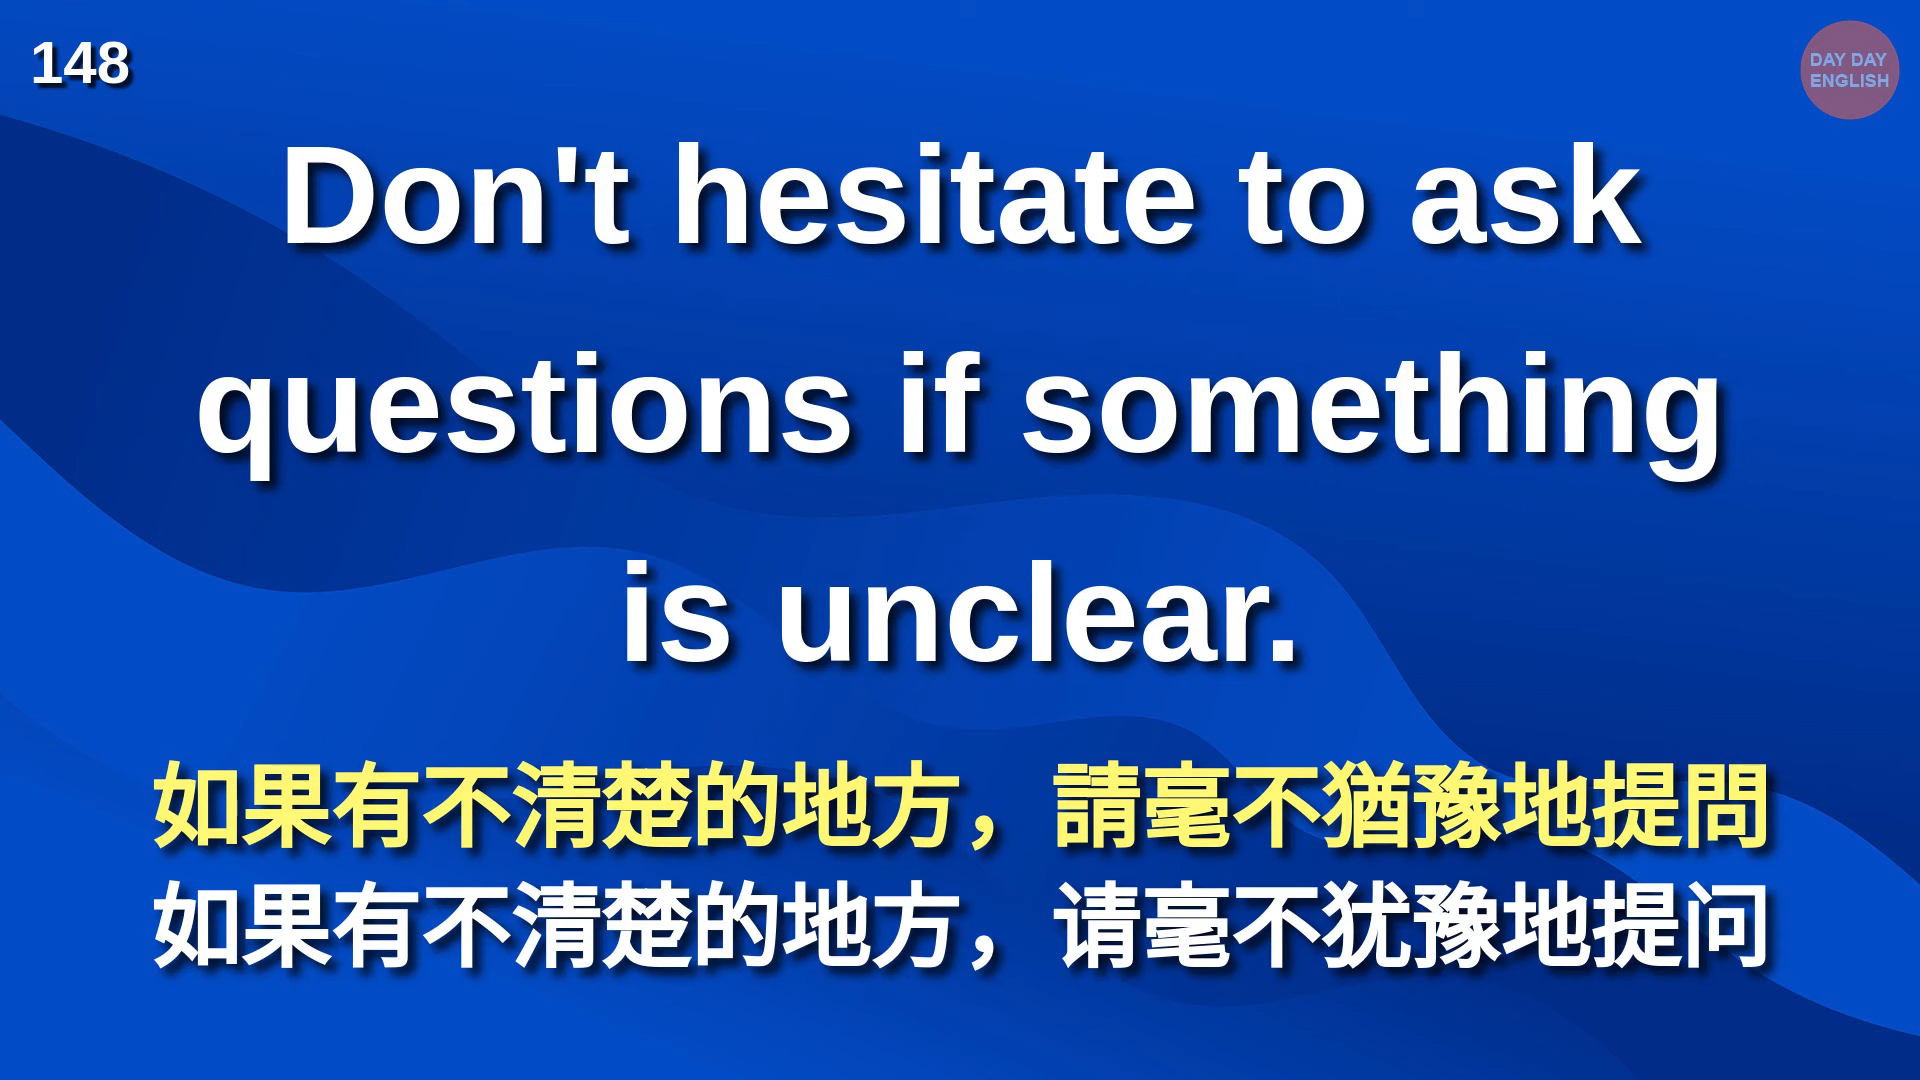 148
DAY DAY
ENGLISH
Don't hesitate to ask
questions if something
is unclear.
如果有不清楚的地方，請毫不猶豫地提問
如果有不清楚的地方，请毫不犹豫地提问